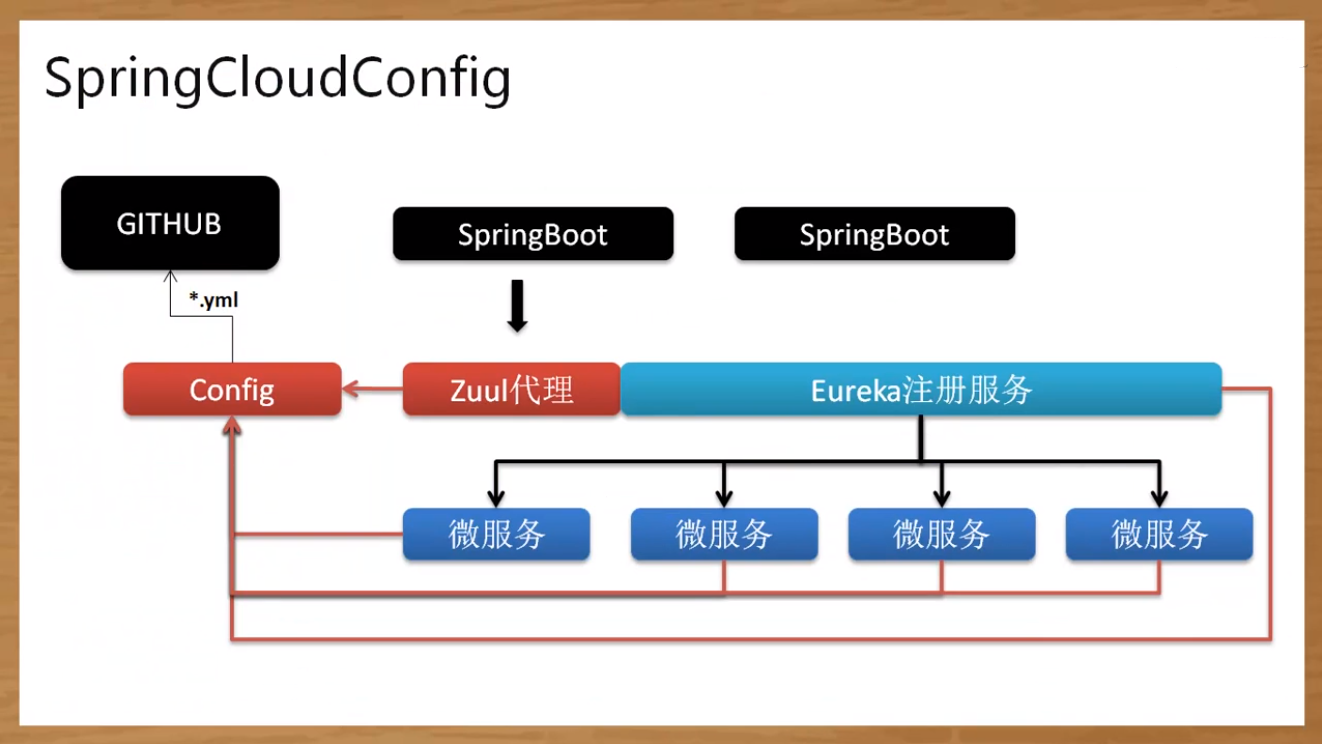 SpringCloudConfig
GITHUB
SpringBoot
SpringBoot
*.yml
Config
Zuul代理
Eureka注册服务
微服务
微服务
微服务
微服务